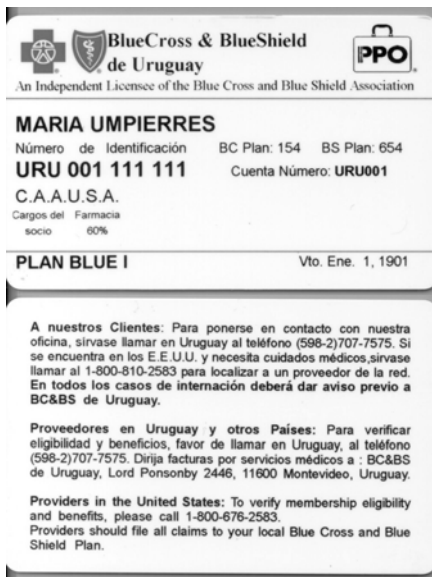 BlueCross & BlueShield
de Uruguay
PPO
An Independent Licensee of the Blue Cross and Blue Shield Association
MARIA UMPIERRES
Número de Identificación BC Plan: 154 BS Plan: 654
URU 001 111 111 Cuenta Número: URU001
C.A.A.U.S.A.
Cargos del Farmacia
socio 60%
PLAN BLUE I Vto. Ene. 1, 1901
A nuestros Clientes: Para ponerse en contacto con nuestra
oficina, sirvase llamar en Uruguay al teléfono (598-2)707-7575. Si
se encuentra en los E.E.U.U. y necesita cuidados médicos,sirvase
llamar al 1-800-810-2583 para localizar a un proveedor de la red.
En todos los casos de internación deberá dar aviso previo a
BC&BS de Uruguay.
Proveedores en Uruguay y otros Países: Para verificar
eligibilidad y beneficios, favor de llamar en Uruguay, al teléfono
(598-2)707-7575. Dirija facturas por servicios médicos a : BC&BS
de Uruguay, Lord Ponsonby 2446, 11600 Montevideo, Uruguay.
Providers in the United States: To verify membership eligibility
and benefits, please call 1-800-676-2583.
Providers should file all claims to your local Blue Cross and Blue
Shield Plan.